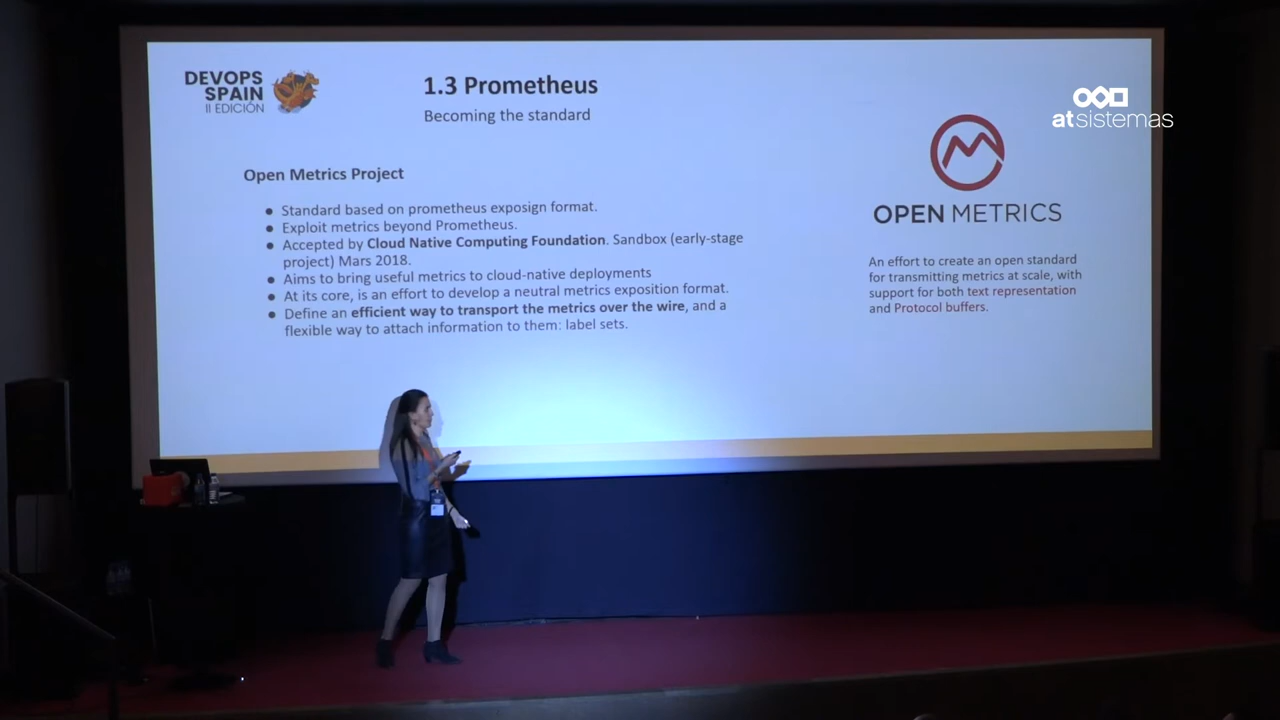 DEVOPS
SPAIN
II EDICIÓN
1.3 Prometheus
Becoming the standard
atsistemas
Open Metrics Project
● Standard based on prometheus exposign format.
● Exploit metrics beyond Prometheus.
● Accepted by Cloud Native Computing Foundation. Sandbox (early-stage
project) Mars 2018.
● Aims to bring useful metrics to cloud-native deployments
● At its core, is an effort to develop a neutral metrics exposition format.
● Define an efficient way to transport the metrics over the wire, and a
flexible way to attach information to them: label sets.
OPEN METRICS
An effort to create an open standard
for transmitting metrics at scale, with
support for both text representation
and Protocol buffers.